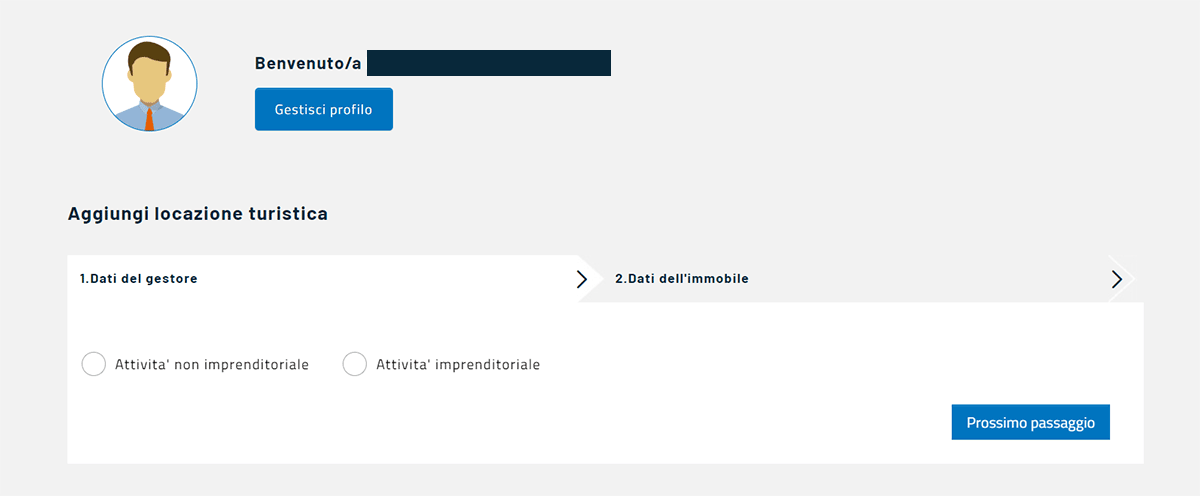 Benvenuto/a
Gestisci profilo
Aggiungi locazione turistica
1.Dati del gestore
2.Dati dell'immobile
Attivita' non imprenditoriale
Attivita' imprenditoriale
Prossimo passaggio